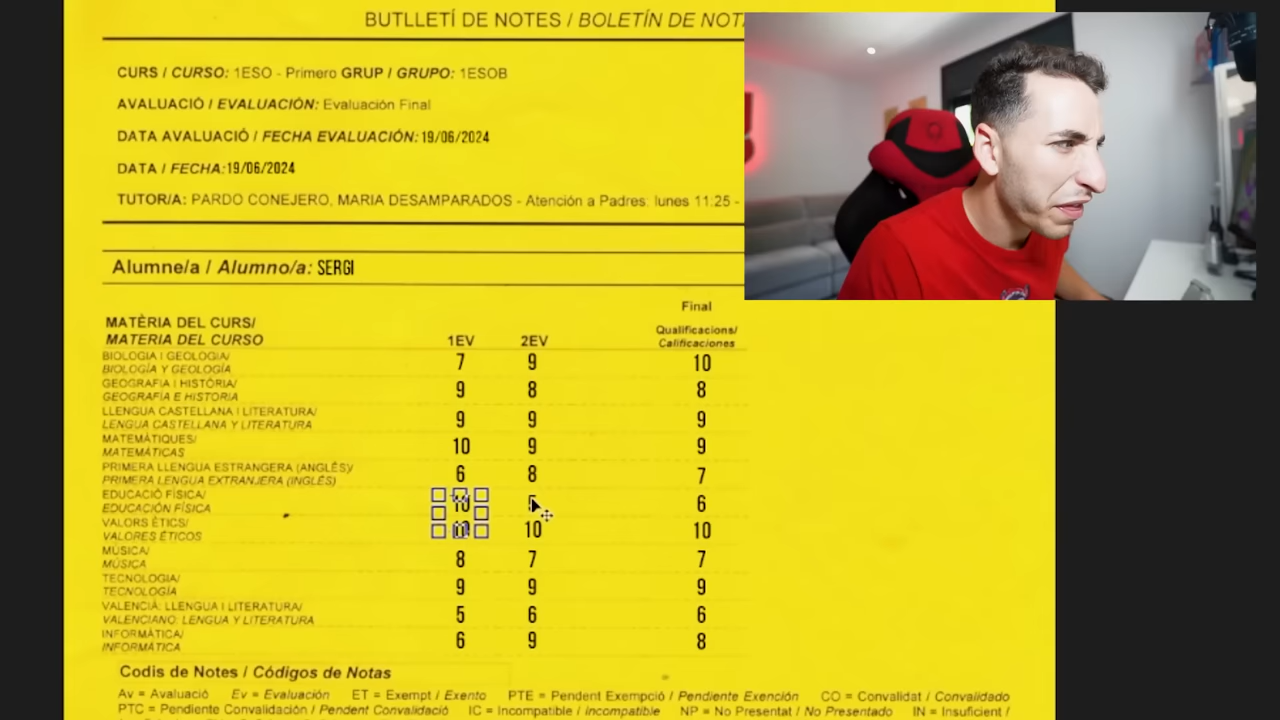 BUTLLETÍ DE NOTES / BOLETÍN DE NOT
CURS / CURSO: 1ESO - Primero GRUP / GRUPO: 1ESOB
AVALUACIÓ / EVALUACIÓN: Evaluación Final
DATA AVALUACIÓ / FECHA EVALUACIÓN: 19/06/2024
DATA / FECHA:19/06/2024
TUTOR/A: PARDO CONEJERO, MARIA DESAMPARADOS - Atención a Padres: lunes 11:25 -
Alumne/a / Alumno/a: SERGI
Final
MATÈRIA DEL CURS/ Qualificacions/
MATERIA DEL CURSO 1EV 2EV Calificaciones
BIOLOGIA I GEOLOGIA/
BIOLOGÍA Y GEOLOGÍA 7 9 10
GEOGRAFIA I HISTÒRIA/
GEOGRAFÍA E HISTORIA 9 8 8
LLENGUA CASTELLANA I LITERATURA/
LENGUA CASTELLANA Y LITERATURA 9 9 9
MATEMÀTIQUES/
MATEMÁTICAS 10 9 9
PRIMERA LLENGUA ESTRANGERA (ANGLÉS)/
PRIMERA LENGUA EXTRANJERA (INGLÉS) 6 8 7
EDUCACIÓ FÍSICA/
EDUCACIÓN FÍSICA 10 6
VALORS ÈTICS/
VALORES ÉTICOS 10 10
MÚSICA/
MÚSICA 8 7 7
TECNOLOGIA/
TECNOLOGÍA 9 9 9
VALENCIÀ: LLENGUA I LITERATURA/
VALENCIANO: LENGUA Y LITERATURA 5 6 6
INFORMÀTICA/
INFORMÁTICA 6 9 8
Codis de Notes / Códigos de Notas
Av = Avaluació Ev = Evaluación ET = Exempt / Exento PTE = Pendent Exempció / Pendiente Exención CO = Convalidat / Convalidado
PTC = Pendiente Convalidación / Pendent Convalidació IC = Incompatible / Incompatible NP = No Presentat / No Presentado IN = Insuficient /